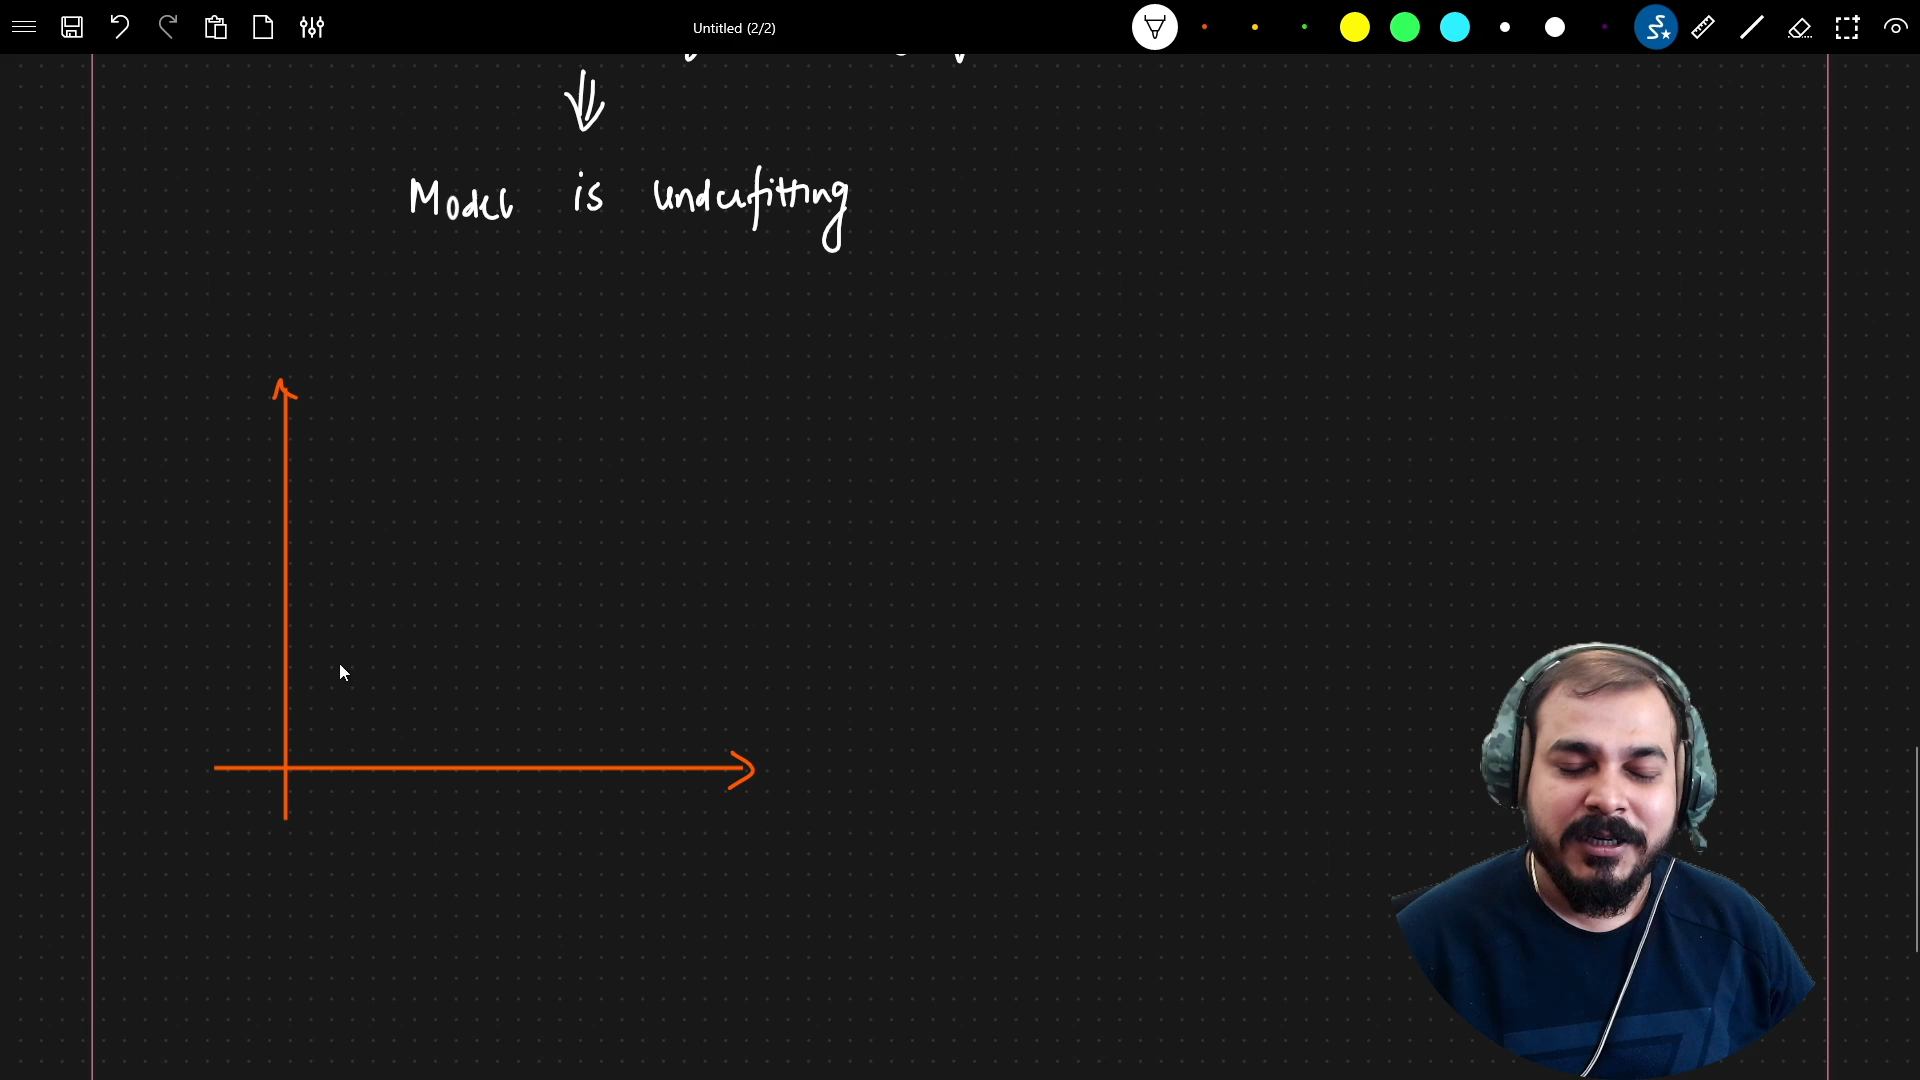 Untitled (2/2)
Model is underfitting